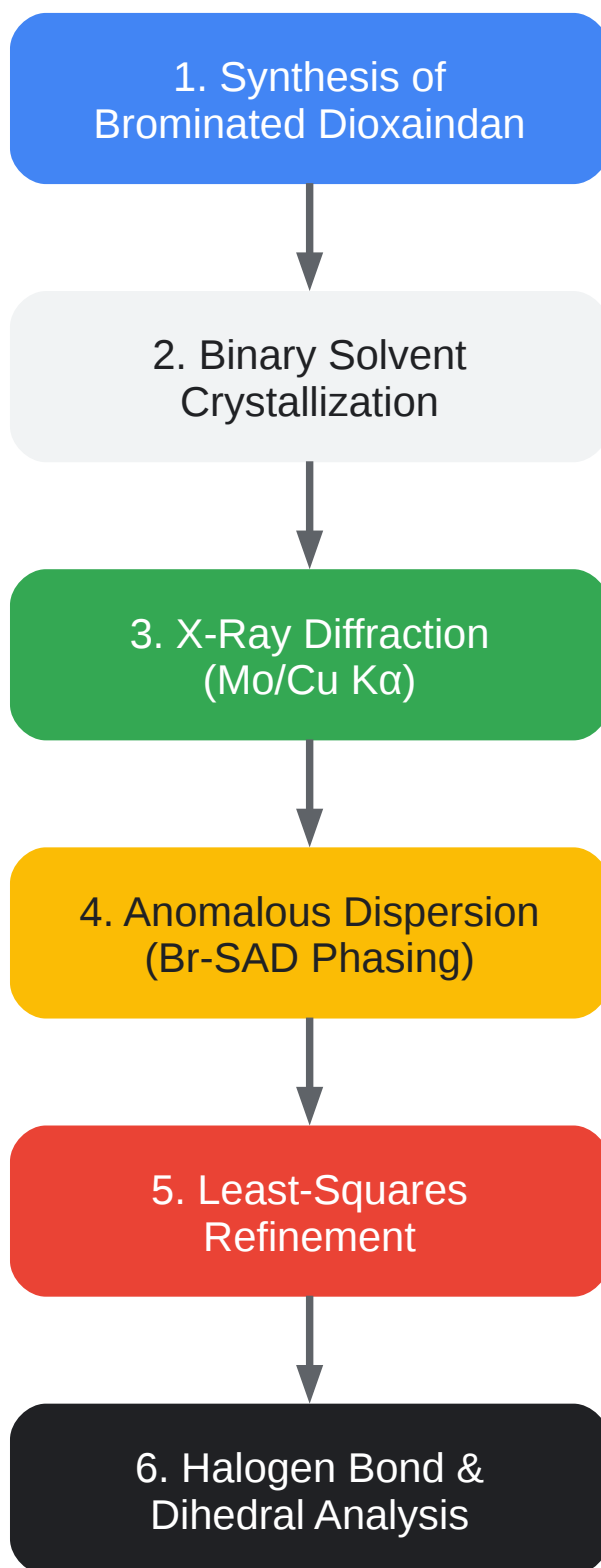 1. Synthesis of
Brominated Dioxaindan
2. Binary Solvent
Crystallization
3. X-Ray Diffraction
(Mo/Cu Kα)
4. Anomalous Dispersion
(Br-SAD Phasing)
5. Least-Squares
Refinement
6. Halogen Bond &
Dihedral Analysis